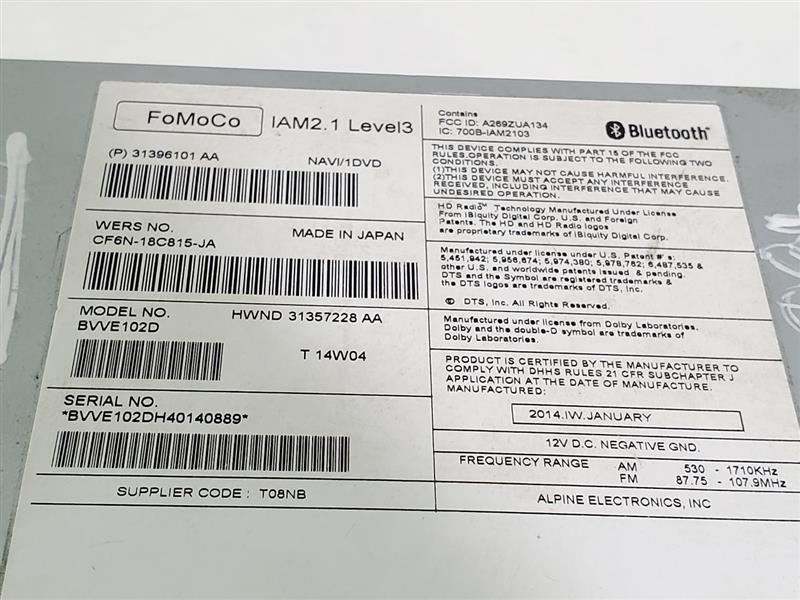 FoMoCo IAM2.1 Level3
(P) 31396101 AA NAVI/1DVD
WERS NO. MADE IN JAPAN
CF6N-18C815-JA
MODEL NO. HWND 31357228 AA
BVVE102D
T 14W04
SERIAL NO.
*BVVE102DH40140889*
SUPPLIER CODE : T08NB
Contains
FCC ID: A269ZUA134
IC: 700B-IAM2103
Bluetooth
THIS DEVICE COMPLIES WITH PART 15 OF THE FCC
RULES.OPERATION IS SUBJECT TO THE FOLLOWING TWO
CONDITIONS.
(1)THIS DEVICE MAY NOT CAUSE HARMFUL INTERFERENCE.
(2)THIS DEVICE MUST ACCEPT ANY INTERFERENCE
RECEIVED, INCLUDING INTERFERENCE THAT MAY CAUSE
UNDESIRED OPERATION.
HD Radio™ Technology Manufactured Under License
From iBiquity Digital Corp. U.S. and Foreign
Patents. The HD and HD Radio logos
are proprietary trademarks of iBiquity Digital Corp.
Manufactured under license under U.S. Patent #'s:
5,451,942; 5,956,674; 5,974,380; 5,978,762; 6,487,535 &
other U.S. and worldwide patents issued & pending.
DTS and the Symbol are registered trademarks &
the DTS logos are trademarks of DTS, Inc.
© DTS, Inc. All Rights Reserved.
Manufactured under license from Dolby Laboratories.
Dolby and the double-D symbol are trademarks of
Dolby Laboratories.
PRODUCT IS CERTIFIED BY THE MANUFACTURER TO
COMPLY WITH DHHS RULES 21 CFR SUBCHAPTER J
APPLICATION AT THE DATE OF MANUFACTURE.
MANUFACTURED:
2014.IW.JANUARY
12V D.C. NEGATIVE GND.
FREQUENCY RANGE AM 530 - 1710KHz
FM 87.75 - 107.9MHz
ALPINE ELECTRONICS, INC